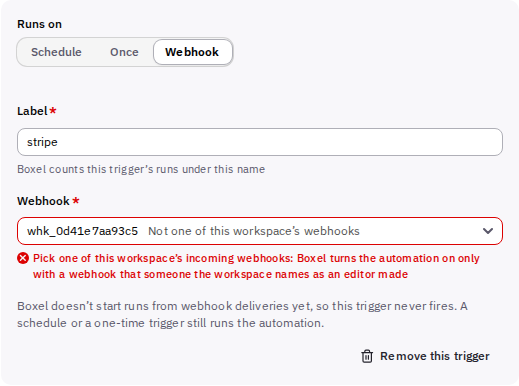 Runs on
Schedule Once Webhook
Label *
stripe
Boxel counts this trigger's runs under this name
Webhook *
whk_0d41e7aa93c5 Not one of this workspace's webhooks
Pick one of this workspace's incoming webhooks: Boxel turns the automation on only
with a webhook that someone the workspace names as an editor made
Boxel doesn't start runs from webhook deliveries yet, so this trigger never fires. A
schedule or a one-time trigger still runs the automation.
Remove this trigger